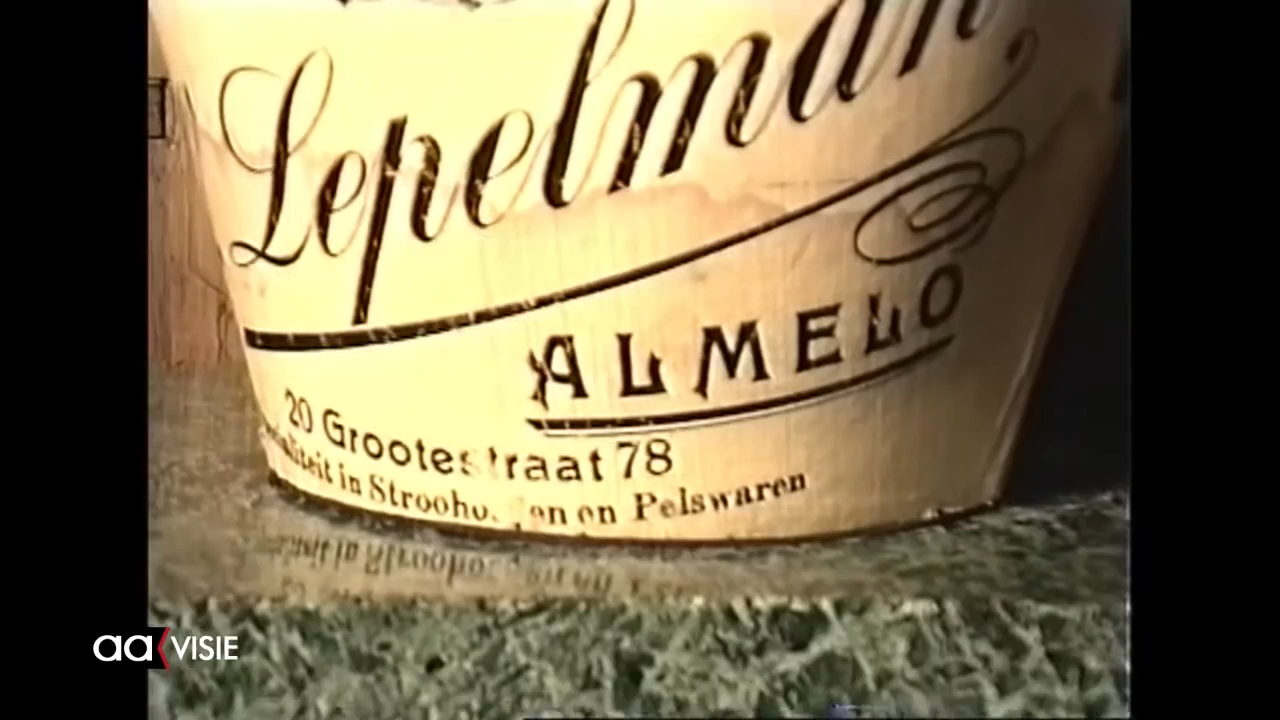 Lepelman,
ALMELO
20 Grootestraat 78
in en Pelswaren
aa VISIE